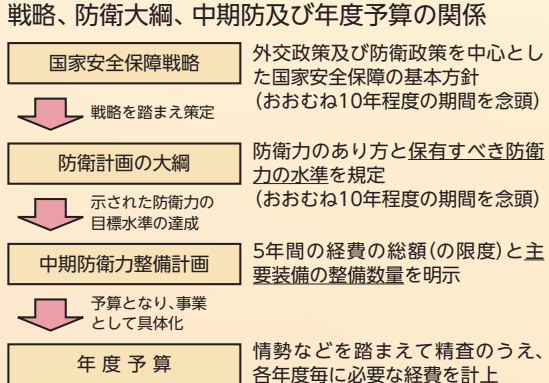 戦略、防衛大綱、中期防及び年度予算の関係
国家安全保障戦略
外交政策及び防衛政策を中心とし
た国家安全保障の基本方針
(おおむね10年程度の期間を念頭)
戦略を踏まえ策定
防衛計画の大綱
防衛力のあり方と保有すべき防衛
力の水準を規定
(おおむね10年程度の期間を念頭)
示された防衛力の
目標水準の達成
中期防衛力整備計画
5年間の経費の総額(の限度)と主
要装備の整備数量を明示
予算となり、事業
として具体化
年度予算
情勢などを踏まえて精査のうえ、
各年度毎に必要な経費を計上